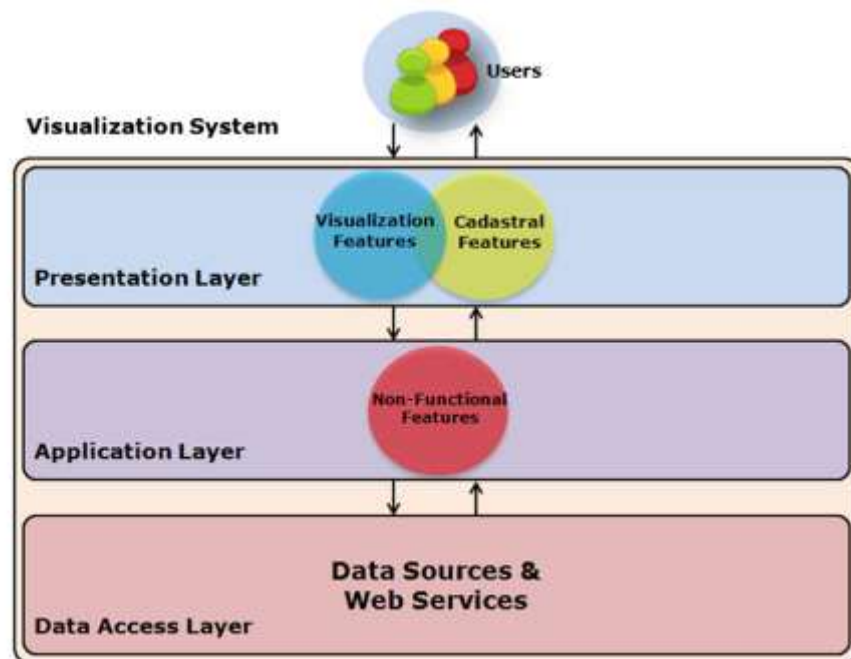 Users
Visualization System
Visualization
Features
Cadastral
Features
Presentation Layer
Non-Functional
Features
Application Layer
Data Sources &
Web Services
Data Access Layer